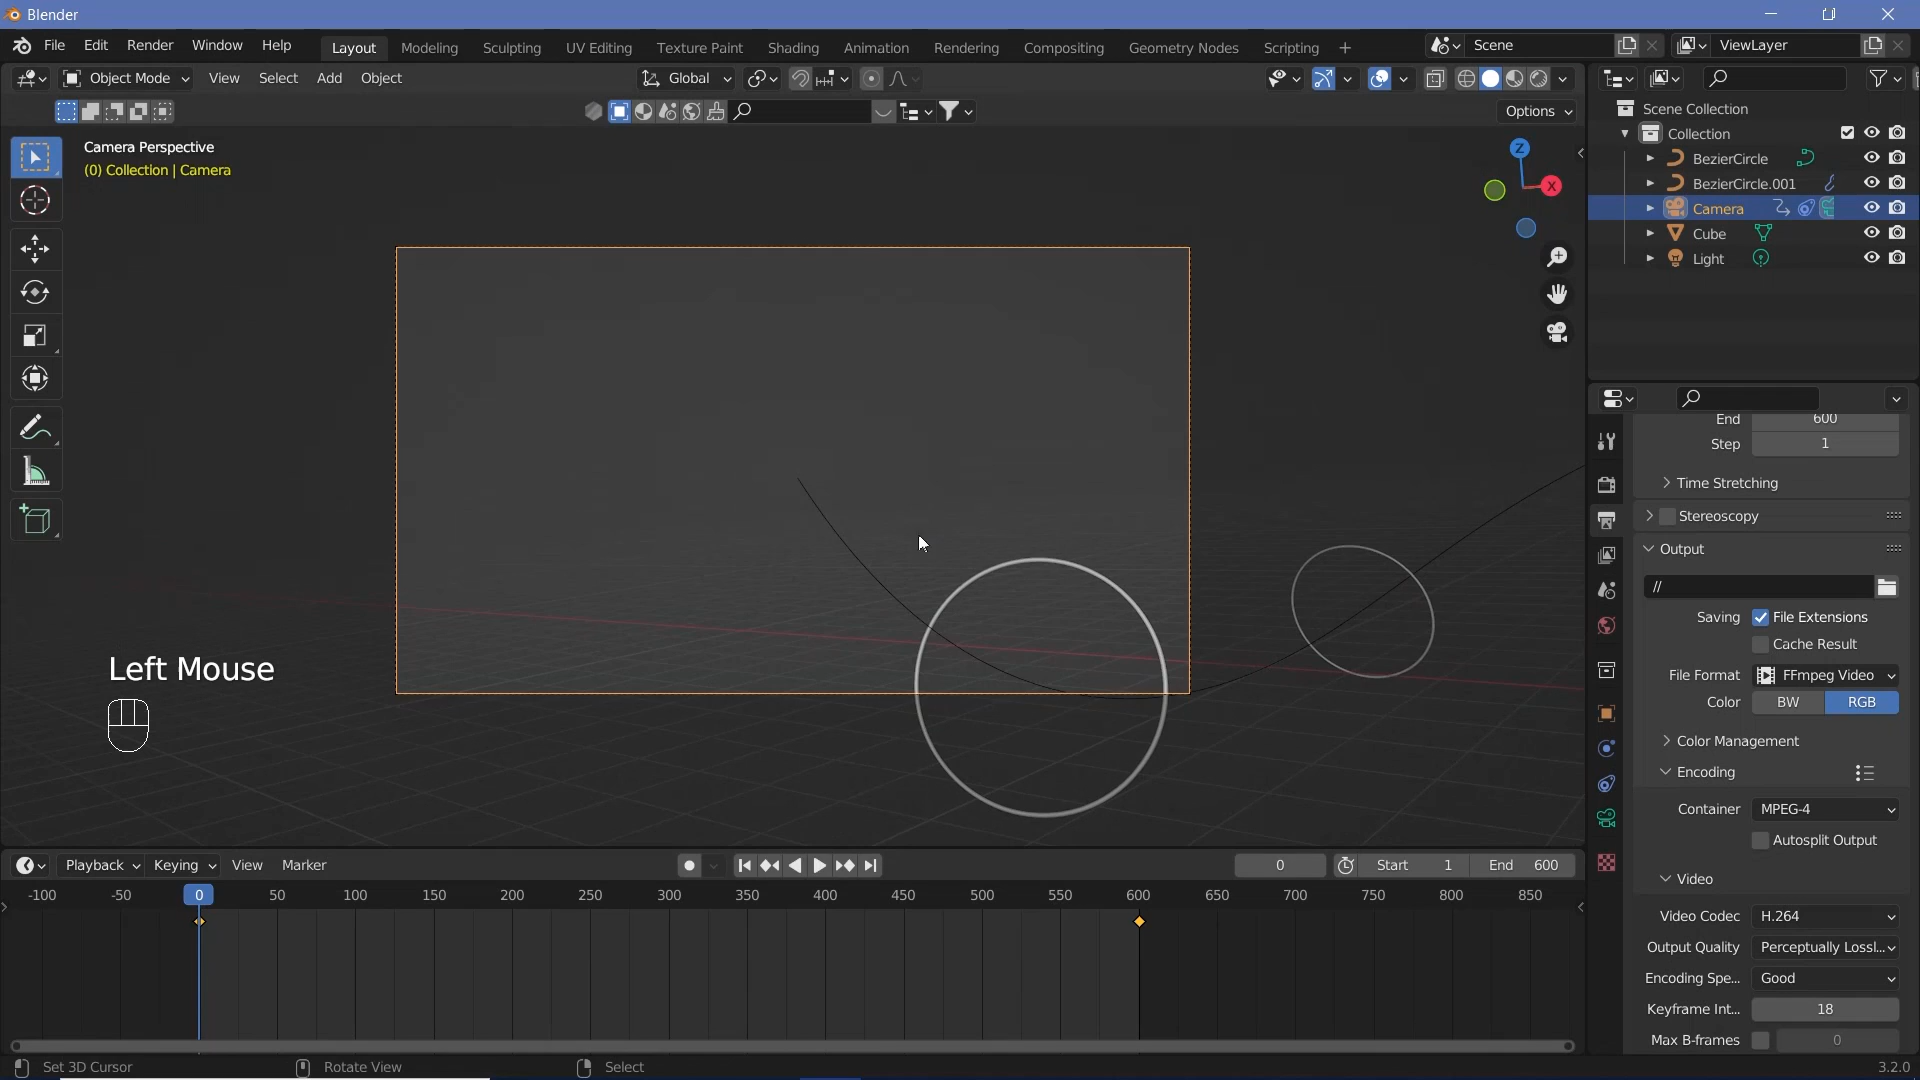 Blender
File Edit Render Window Help Layout Modeling Sculpting UV Editing Texture Paint Shading Animation Rendering Compositing Geometry Nodes Scripting + Scene ViewLayer
Object Mode View Select Add Object Global
Options
Camera Perspective
(0) Collection | Camera
Z
X
Scene Collection
Collection
BezierCircle
BezierCircle.001
Camera
Cube
Light
End 600
Step 1
Time Stretching
Stereoscopy
Output
//
Saving File Extensions
Cache Result
File Format FFmpeg Video
Color BW RGB
Color Management
Encoding
Container MPEG-4
Autosplit Output
Video
Video Codec H.264
Output Quality Perceptually Lossl...
Encoding Spe... Good
Keyframe Int... 18
Max B-frames 0
Left Mouse
Playback Keying View Marker 0 Start 1 End 600
-100 -50 0 50 100 150 200 250 300 350 400 450 500 550 600 650 700 750 800 850
Set 3D Cursor Rotate View Select 3.2.0